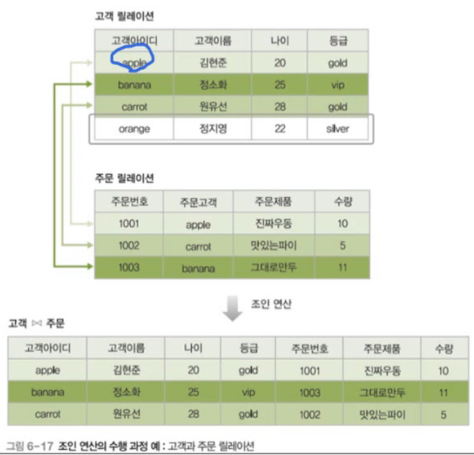 고객 릴레이션
고객아이디 고객이름 나이 등급
apple 김현준 20 gold
banana 정소화 25 vip
carrot 원유선 28 gold
orange 정지영 22 silver
주문 릴레이션
주문번호 주문고객 주문제품 수량
1001 apple 진짜우동 10
1002 carrot 맛있는파이 5
1003 banana 그대로만두 11
조인 연산
고객 ⋈ 주문
고객아이디 고객이름 나이 등급 주문번호 주문제품 수량
apple 김현준 20 gold 1001 진짜우동 10
banana 정소화 25 vip 1003 그대로만두 11
carrot 원유선 28 gold 1002 맛있는파이 5
그림 6-17 조인 연산의 수행 과정 예 : 고객과 주문 릴레이션